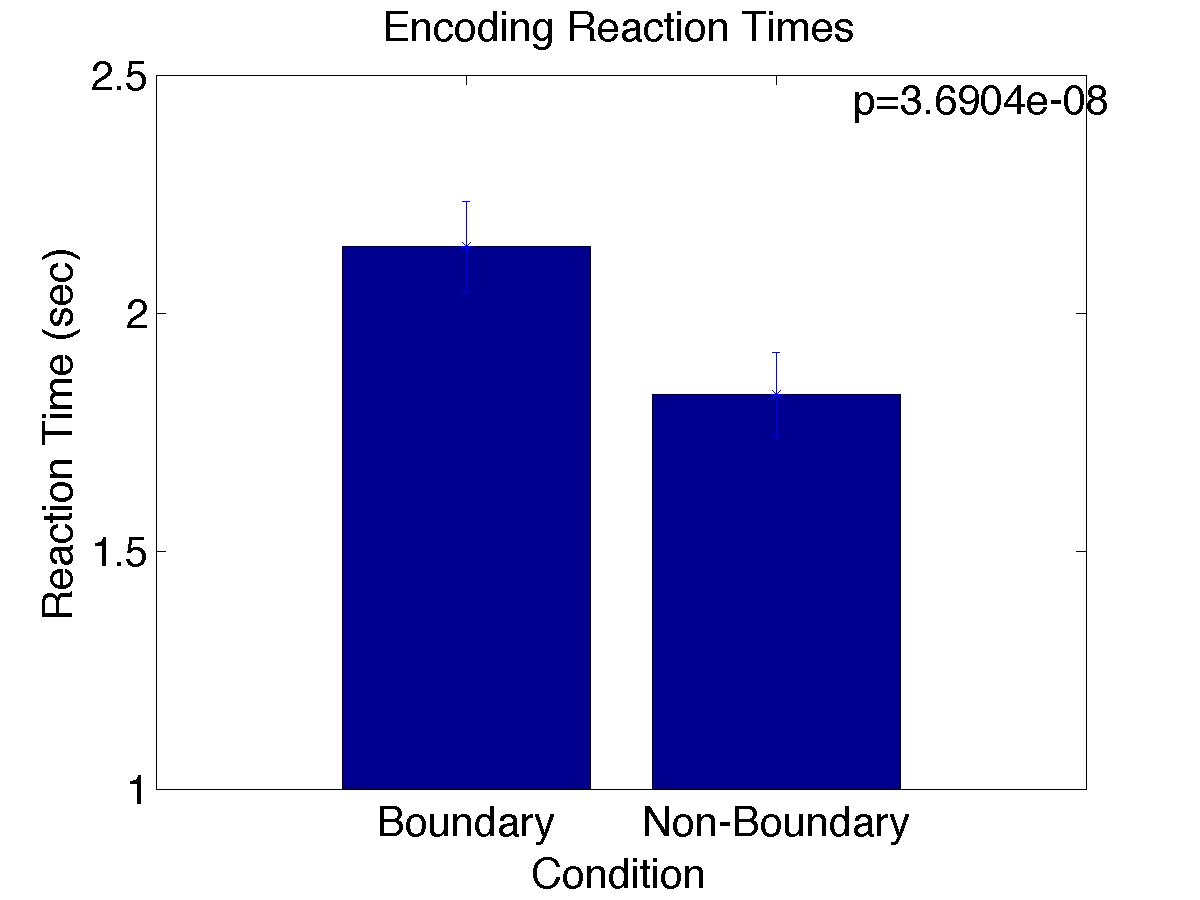 Encoding Reaction Times
p=3.6904e-08
2.5
2
1.5
1
Reaction Time (sec)
Boundary
Non-Boundary
Condition